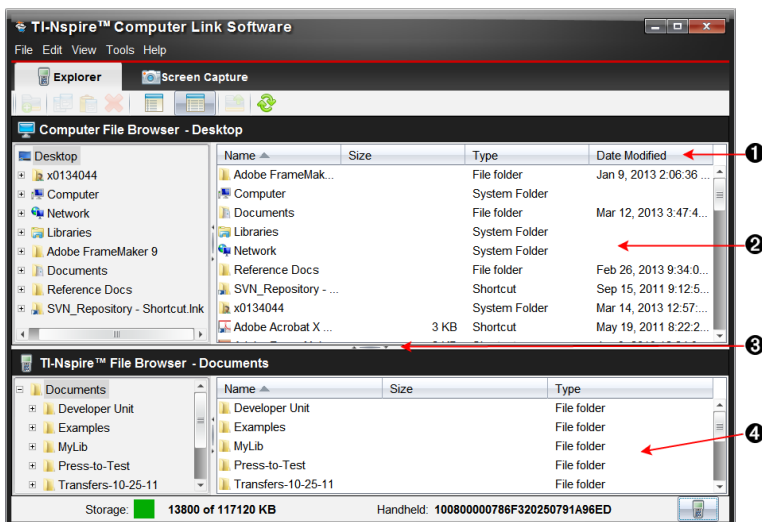 TI-Nspire™ Computer Link Software
File Edit View Tools Help
Explorer Screen Capture
Computer File Browser - Desktop
Desktop
x0134044
Computer
Network
Libraries
Adobe FrameMaker 9
Documents
Reference Docs
SVN_Repository - Shortcut.lnk
Name Size Type Date Modified
Adobe FrameMak... File folder Jan 9, 2013 2:06:36 ...
Computer System Folder
Documents File folder Mar 12, 2013 3:47:4...
Libraries System Folder
Network System Folder
Reference Docs File folder Feb 26, 2013 9:34:0...
SVN_Repository - ... Shortcut Sep 15, 2011 9:12:5...
x0134044 System Folder Mar 14, 2013 12:57:...
Adobe Acrobat X ... 3 KB Shortcut May 19, 2011 8:22:2...
❶
❷
❸
TI-Nspire™ File Browser - Documents
Documents
Developer Unit
Examples
MyLib
Press-to-Test
Transfers-10-25-11
Name Size Type
Developer Unit File folder
Examples File folder
MyLib File folder
Press-to-Test File folder
Transfers-10-25-11 File folder
❹
Storage: 13800 of 117120 KB Handheld: 100800000786F320250791A96ED